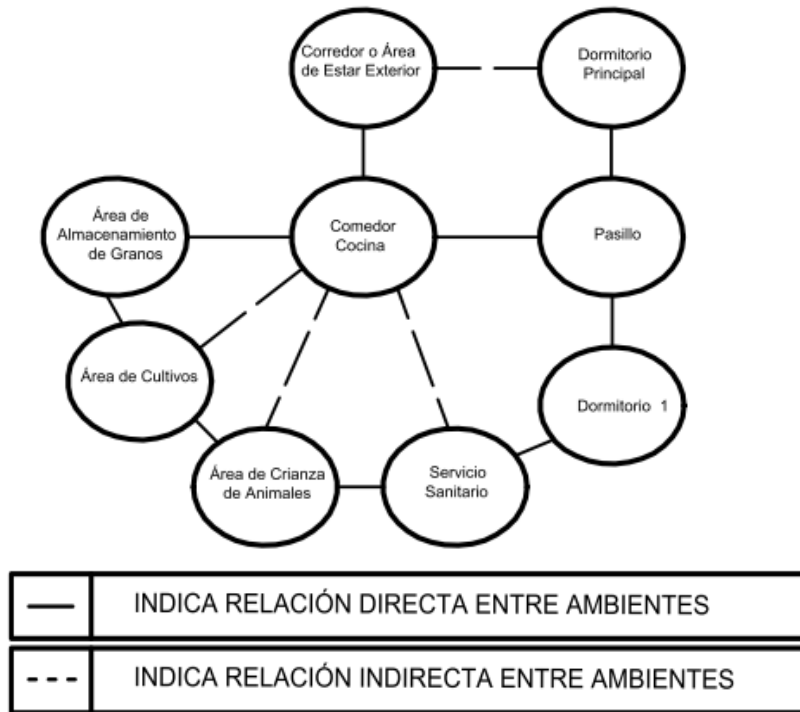 Corredor o Área
de Estar Exterior
Dormitorio
Principal
Área de
Almacenamiento
de Granos
Comedor
Cocina
Pasillo
Área de Cultivos
Dormitorio 1
Área de Crianza
de Animales
Servicio
Sanitario
INDICA RELACIÓN DIRECTA ENTRE AMBIENTES
INDICA RELACIÓN INDIRECTA ENTRE AMBIENTES